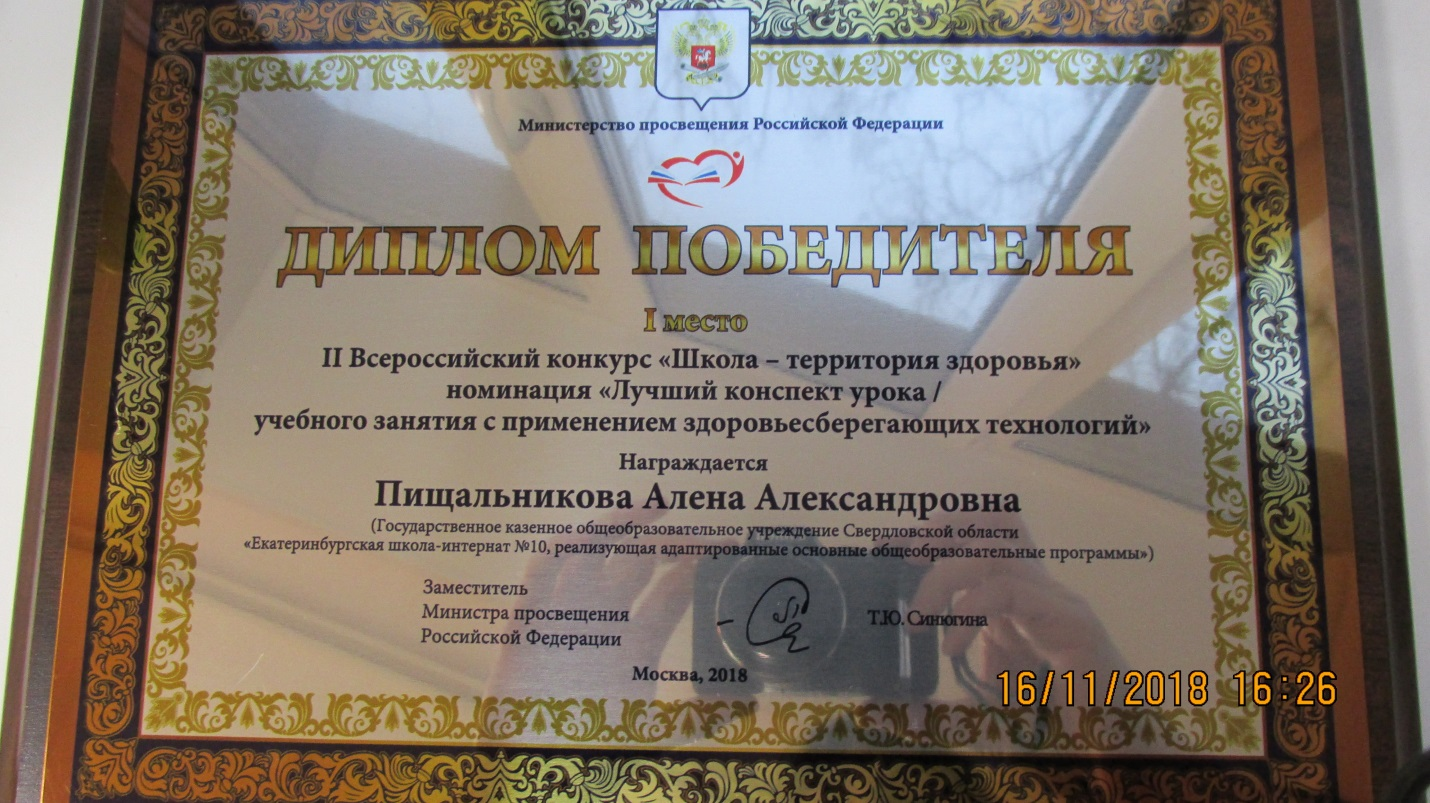 Министерство просвещения Российской Федерации
ДИПЛОМ ПОБЕДИТЕЛЯ
I место
II Всероссийский конкурс «Школа – территория здоровья»
номинация «Лучший конспект урока /
учебного занятия с применением здоровьесберегающих технологий»
Награждается
Пищальникова Алена Александровна
(Государственное казенное общеобразовательное учреждение Свердловской области
«Екатеринбургская школа-интернат №10, реализующая адаптированные основные общеобразовательные программы»)
Заместитель
Министра просвещения
Российской Федерации
Т.Ю. Синюгина
Москва, 2018
16/11/2018 16:26